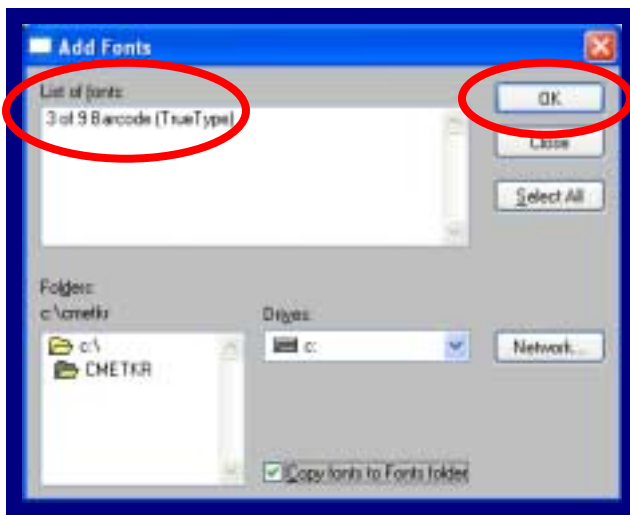 Add Fonts
List of fonts:
3 of 9 Barcode (TrueType)
OK
Close
Select All
Folders:
c:\cmetkr
c:\
CMETKR
Drives:
c:
Network...
Copy fonts to Fonts folder